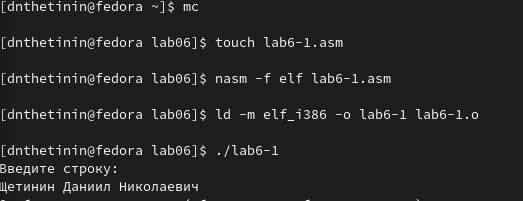 [dnthetinin@fedora ~]$ mc
[dnthetinin@fedora lab06]$ touch lab6-1.asm
[dnthetinin@fedora lab06]$ nasm -f elf lab6-1.asm
[dnthetinin@fedora lab06]$ ld -m elf_i386 -o lab6-1 lab6-1.o
[dnthetinin@fedora lab06]$ ./lab6-1
Введите строку:
Щетинин Даниил Николаевич